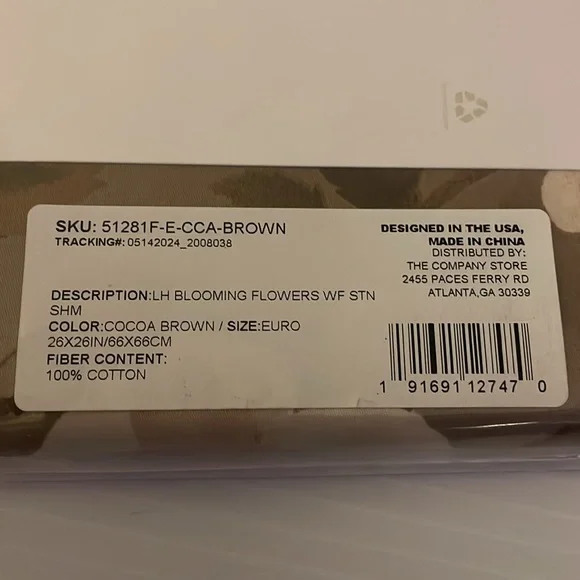 SKU: 51281F-E-CCA-BROWN
TRACKING#: 05142024_2008038
DESCRIPTION:LH BLOOMING FLOWERS WF STN
SHM
COLOR:COCOA BROWN / SIZE:EURO
26X26IN/66X66CM
FIBER CONTENT:
100% COTTON
DESIGNED IN THE USA,
MADE IN CHINA
DISTRIBUTED BY:
THE COMPANY STORE
2455 PACES FERRY RD
ATLANTA,GA 30339
1 91691 12747 0